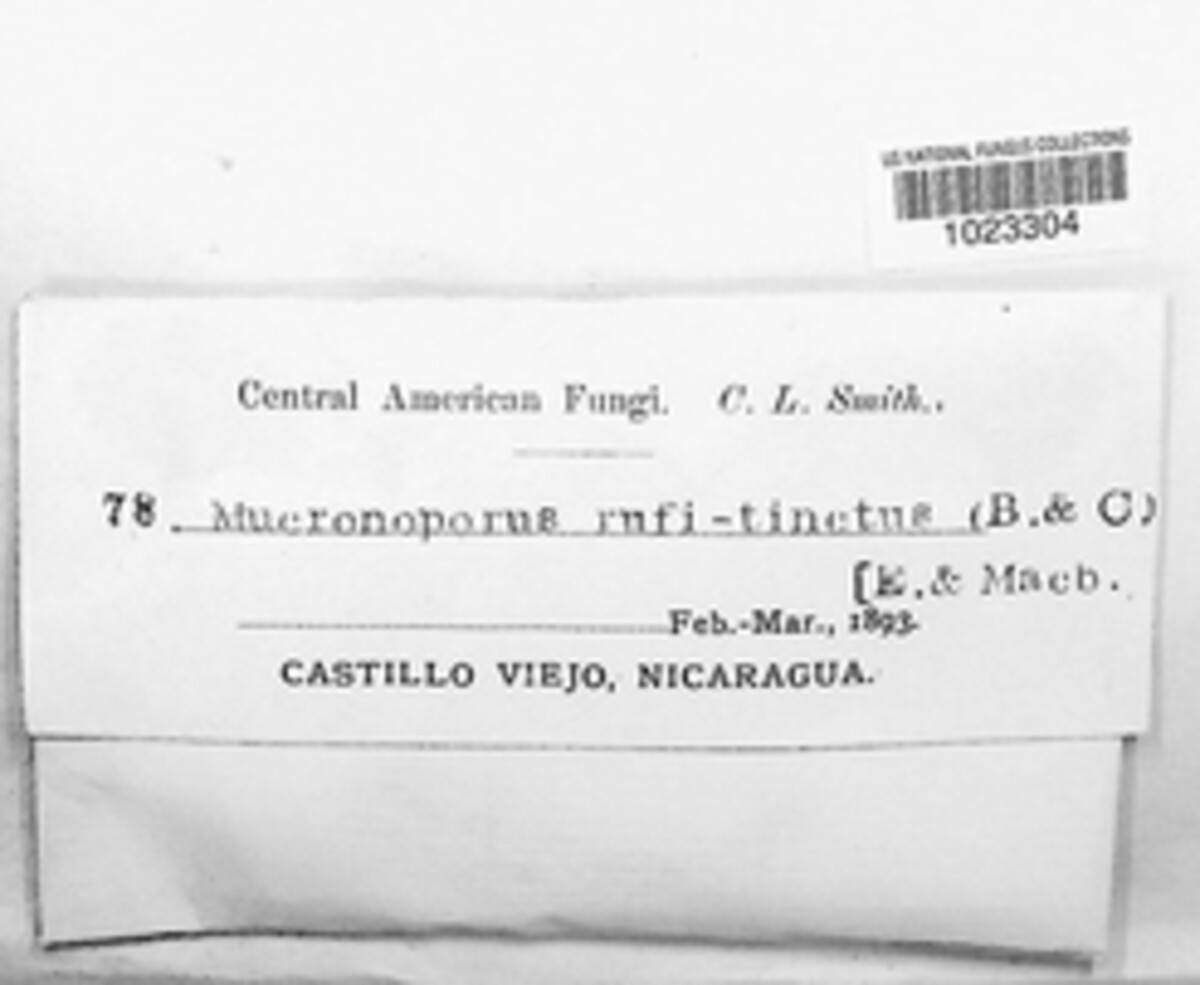 US NATIONAL FUNGUS COLLECTIONS
1023304
Central American Fungi. C. L. Smith..
78. Mucronoporus rufi-tinctus (B.& C)
[E.& Macb.
Feb.-Mar., 1893.
CASTILLO VIEJO, NICARAGUA.